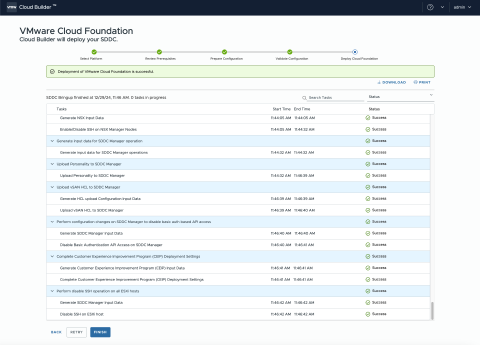 vmw Cloud Builder ™
admin
VMware Cloud Foundation
Cloud Builder will deploy your SDDC.
Select Platform
Review Prerequisites
Prepare Configuration
Validate Configuration
Deploy Cloud Foundation
Deployment of VMware Cloud Foundation is successful.
DOWNLOAD PRINT
SDDC Bringup finished at 12/29/24, 11:46 AM. 0 tasks in progress
Search Tasks
Status
Tasks Start Time End Time Status
Generate NSX Input Data 11:44:05 AM 11:44:05 AM Success
Enable/Disable SSH on NSX Manager Nodes 11:44:05 AM 11:44:32 AM Success
Generate input data for SDDC Manager operation Success
Generate input data for SDDC Manager operations 11:44:32 AM 11:44:32 AM Success
Upload Personality to SDDC Manager Success
Upload Personality to SDDC Manager 11:44:32 AM 11:46:39 AM Success
Upload vSAN HCL to SDDC Manager Success
Generate HCL upload Configuration Input Data 11:46:39 AM 11:46:39 AM Success
Upload vSAN HCL to SDDC Manager 11:46:39 AM 11:46:40 AM Success
Perform configuration changes on SDDC Manager to disable basic auth based API access Success
Generate SDDC Manager Input Data 11:46:40 AM 11:46:40 AM Success
Disable Basic Authentication API Access on SDDC Manager 11:46:40 AM 11:46:41 AM Success
Complete Customer Experience Improvement Program (CEIP) Deployment Settings Success
Generate Customer Experience Improvement Program (CEIP) Input Data 11:46:41 AM 11:46:41 AM Success
Complete Customer Experience Improvement Program (CEIP) Deployment Settings 11:46:41 AM 11:46:41 AM Success
Perform disable SSH operation on all ESXi hosts Success
Generate SDDC Manager Input Data 11:46:42 AM 11:46:42 AM Success
Disable SSH on ESXi host 11:46:42 AM 11:46:42 AM Success
BACK RETRY FINISH